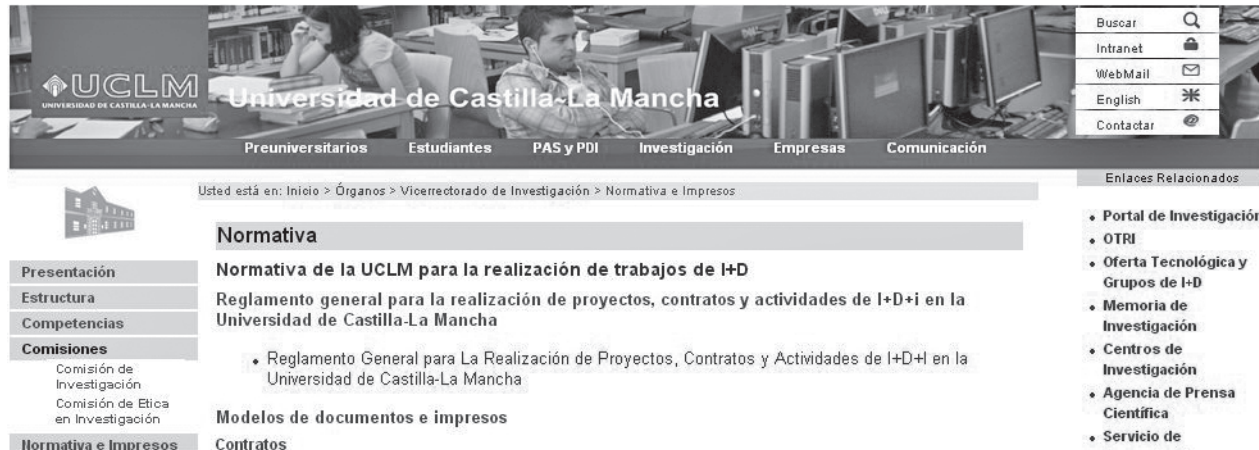 UCLM
UNIVERSIDAD DE CASTILLA-LA MANCHA
Universidad de Castilla-La Mancha
Buscar
Intranet
WebMail
English
Contactar
Preuniversitarios Estudiantes PAS y PDI Investigación Empresas Comunicación
Usted está en: Inicio > Órganos > Vicerrectorado de Investigación > Normativa e Impresos
Presentación
Estructura
Competencias
Comisiones
Comisión de
Investigación
Comisión de Etica
en Investigación
Normativa e Impresos
Normativa
Normativa de la UCLM para la realización de trabajos de I+D
Reglamento general para la realización de proyectos, contratos y actividades de I+D+i en la
Universidad de Castilla-La Mancha
• Reglamento General para La Realización de Proyectos, Contratos y Actividades de I+D+I en la
Universidad de Castilla-La Mancha
Modelos de documentos e impresos
Contratos
Enlaces Relacionados
• Portal de Investigación
• OTRI
• Oferta Tecnológica y
Grupos de I+D
• Memoria de
Investigación
• Centros de
Investigación
• Agencia de Prensa
Científica
• Servicio de